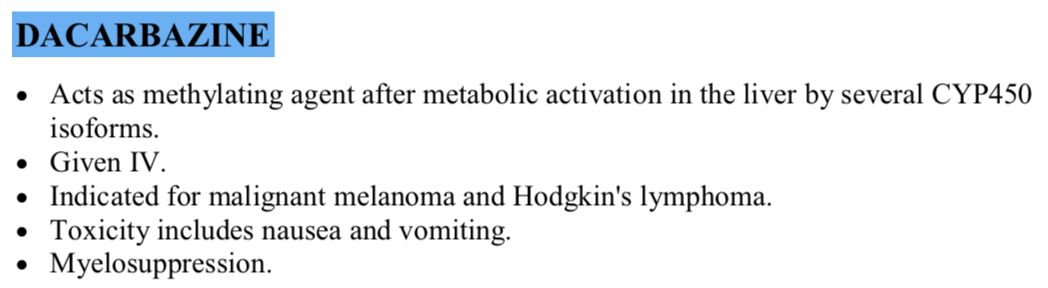 DACARBAZINE
• Acts as methylating agent after metabolic activation in the liver by several CYP450
isoforms.
• Given IV.
• Indicated for malignant melanoma and Hodgkin's lymphoma.
• Toxicity includes nausea and vomiting.
• Myelosuppression.